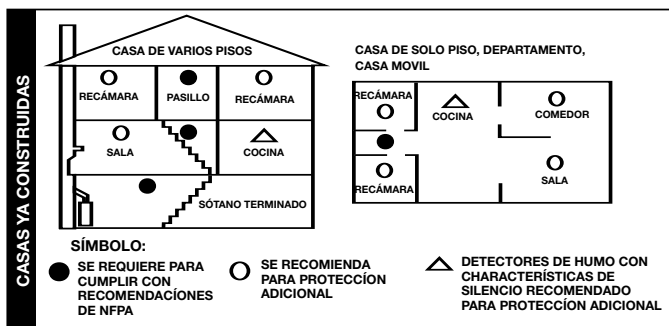 CASAS YA CONSTRUIDAS
CASA DE VARIOS PISOS
RECÁMARA
PASILLO
RECÁMARA
SALA
COCINA
SÓTANO TERMINADO
CASA DE SOLO PISO, DEPARTAMENTO,
CASA MOVIL
RECÁMARA
COCINA
COMEDOR
RECÁMARA
SALA
SÍMBOLO:
SE REQUIERE PARA
CUMPLIR CON
RECOMENDACÍONES
DE NFPA
SE RECOMIENDA
PARA PROTECCÍON
ADICIONAL
DETECTORES DE HUMO CON
CHARACTERÍSTICAS DE
SILENCIO RECOMENDADO
PARA PROTECCÍON ADICIONAL